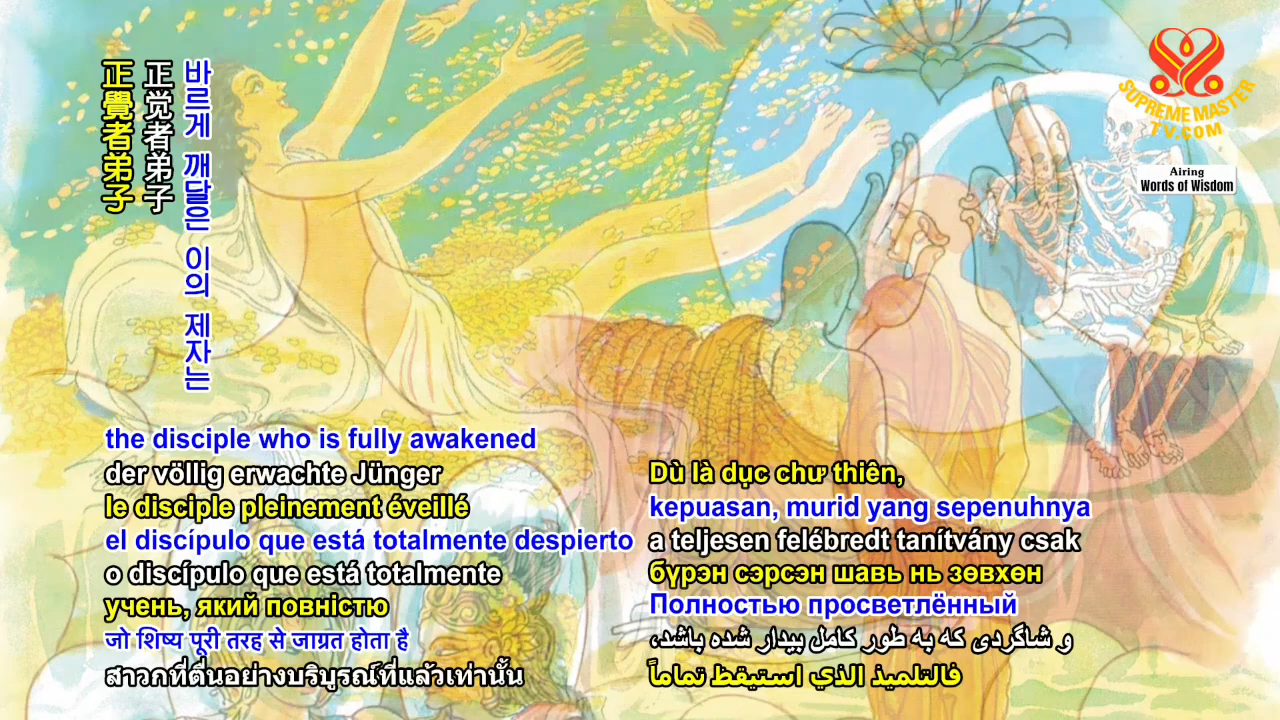 正覺者弟子
正觉者弟子
바르게 깨달은 이의 제자는
SUPREME MASTER
TV.COM
Airing
Words of Wisdom
the disciple who is fully awakened
der völlig erwachte Jünger
le disciple pleinement éveillé
el discípulo que está totalmente despierto
o discípulo que está totalmente
учень, який повністю
जो शिष्य पूरी तरह से जाग्रत होता है
สาวกที่ตื่นอย่างบริบูรณ์ที่แล้วเท่านั้น
Dù là dục chư thiên,
kepuasan, murid yang sepenuhnya
a teljesen felébredt tanítvány csak
бүрэн сэрсэн шавь нь зөвхөн
Полностью просветлённый
و شاگردی که به طور کامل بیدار شده باشد،
فالتلميذ الذي استيقظ تماماً